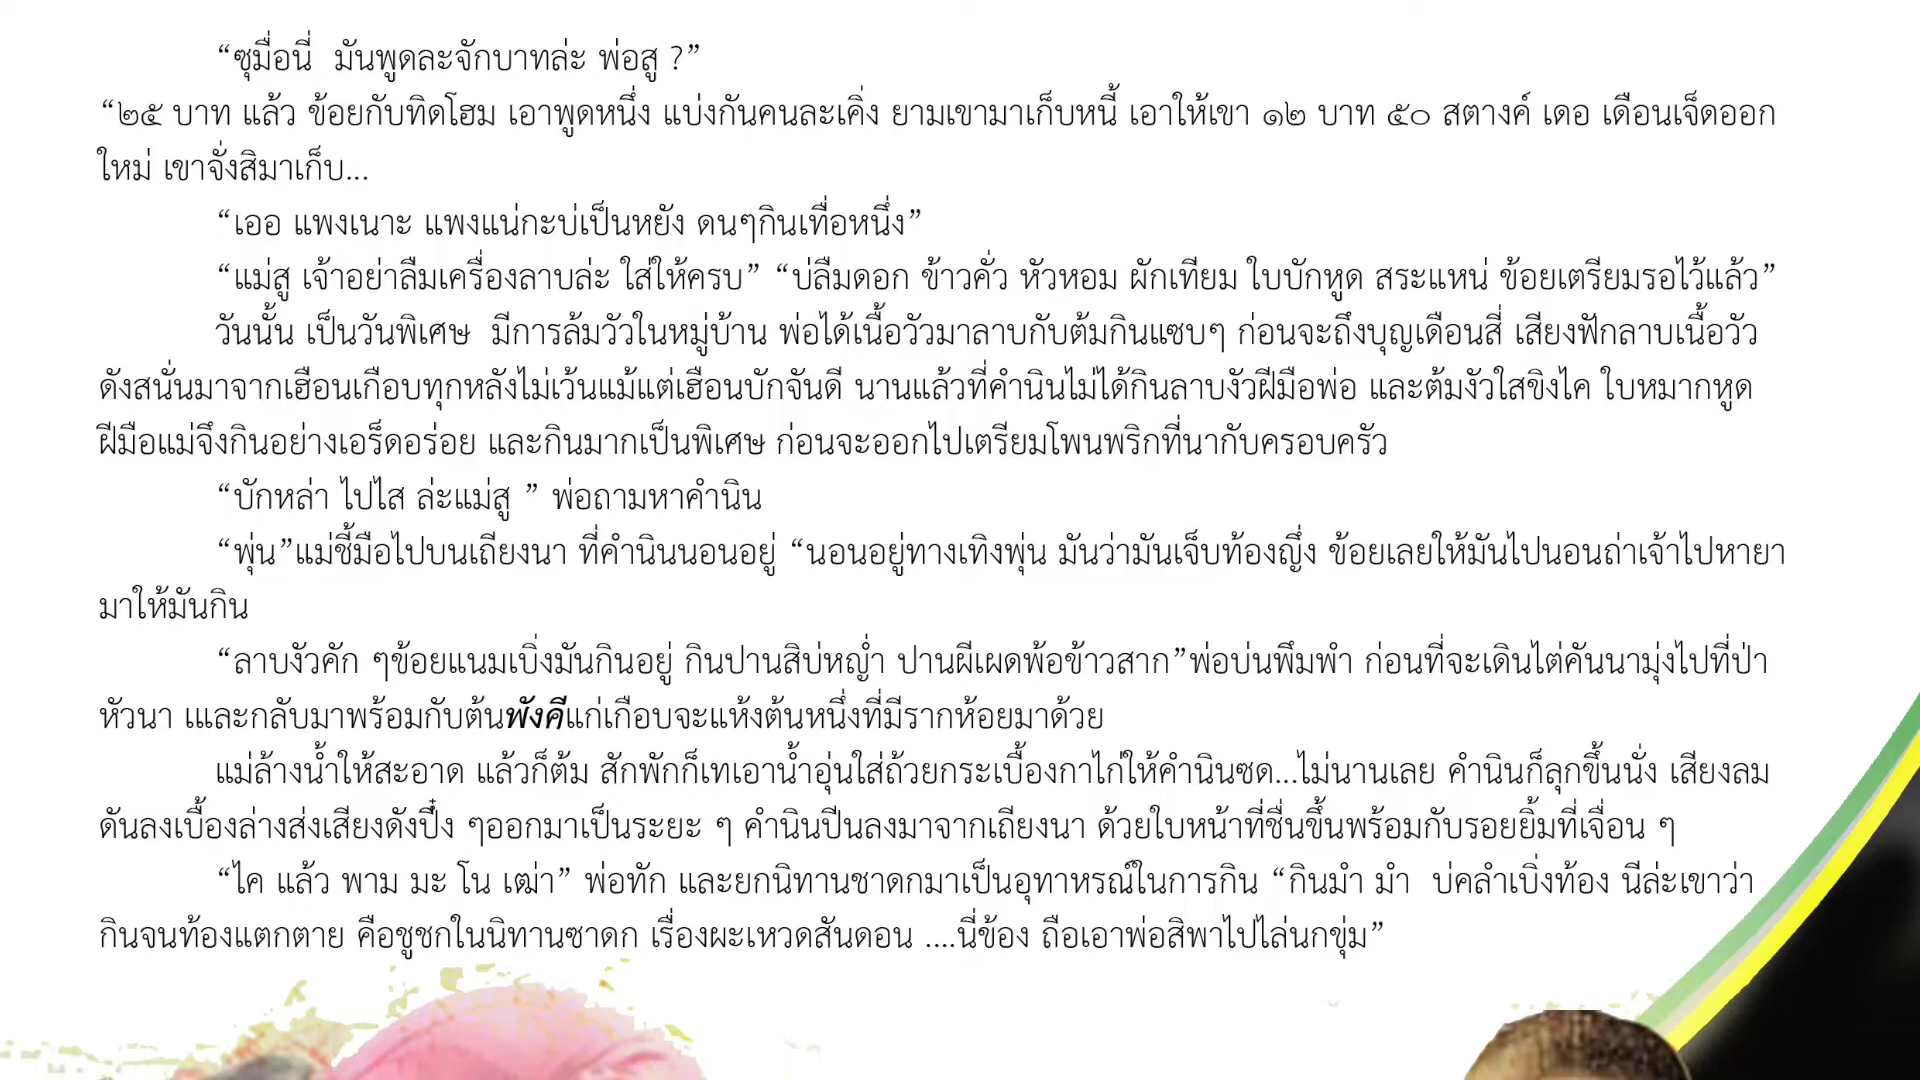 “ซุมื่อนี่  มันพูดละจักบาทล่ะ พ่อสู ?”
“๒๕ บาท แล้ว ข้อยกับทิดโฮม เอาพูดหนึ่ง แบ่งกันคนละเคิ่ง ยามเขามาเก็บหนี้ เอาให้เขา ๑๒ บาท ๕๐ สตางค์ เดอ เดือนเจ็ดออก
ใหม่ เขาจั่งสิมาเก็บ...
“เออ แพงเนาะ แพงแน่กะบ่เป็นหยัง ดนๆกินเทื่อหนึ่ง”
“แม่สู เจ้าอย่าลืมเครื่องลาบล่ะ ใส่ให้ครบ” “บ่ลืมดอก ข้าวคั่ว หัวหอม ผักเทียม ใบบักหูด สระแหน่ ข้อยเตรียมรอไว้แล้ว”
วันนั้น เป็นวันพิเศษ  มีการล้มวัวในหมู่บ้าน พ่อได้เนื้อวัวมาลาบกับต้มกินแซบๆ ก่อนจะถึงบุญเดือนสี่ เสียงฟักลาบเนื้อวัว
ดังสนั่นมาจากเฮือนเกือบทุกหลังไม่เว้นแม้แต่เฮือนบักจันดี นานแล้วที่คำนินไม่ได้กินลาบงัวฝีมือพ่อ และต้มงัวใสขิงไค ใบหมากหูด
ฝีมือแม่จึงกินอย่างเอร็ดอร่อย และกินมากเป็นพิเศษ ก่อนจะออกไปเตรียมโพนพริกที่นากับครอบครัว
“บักหล่า ไปไส ล่ะแม่สู ” พ่อถามหาคำนิน
“พุ่น”แม่ชี้มือไปบนเถียงนา ที่คำนินนอนอยู่ “นอนอยู่ทางเทิงพุ่น มันว่ามันเจ็บท้องญึ่ง ข้อยเลยให้มันไปนอนถ่าเจ้าไปหายา
มาให้มันกิน
“ลาบงัวคัก ๆข้อยแนมเบิ่งมันกินอยู่ กินปานสิบ่หญ่ำ ปานผีเผดพ้อข้าวสาก”พ่อบ่นพึมพำ ก่อนที่จะเดินไต่คันนามุ่งไปที่ป่า
หัวนา เและกลับมาพร้อมกับต้นพังคีแก่เกือบจะแห้งต้นหนึ่งที่มีรากห้อยมาด้วย
แม่ล้างน้ำให้สะอาด แล้วก็ต้ม สักพักก็เทเอาน้ำอุ่นใส่ถ้วยกระเบื้องกาไก่ให้คำนินซด...ไม่นานเลย คำนินก็ลุกขึ้นนั่ง เสียงลม
ดันลงเบื้องล่างส่งเสียงดังปึ๋ง ๆออกมาเป็นระยะ ๆ คำนินปีนลงมาจากเถียงนา ด้วยใบหน้าที่ชื่นขึ้นพร้อมกับรอยยิ้มที่เจื่อน ๆ
“ไค แล้ว พาม มะ โน เฒ่า” พ่อทัก และยกนิทานชาดกมาเป็นอุทาหรณ์ในการกิน “กินมำ มำ  บ่คลำเบิ่งท้อง นีล่ะเขาว่า
กินจนท้องแตกตาย คือชูชกในนิทานซาดก เรื่องผะเหวดสันดอน ....นี่ข้อง ถือเอาพ่อสิพาไปไล่นกขุ่ม”